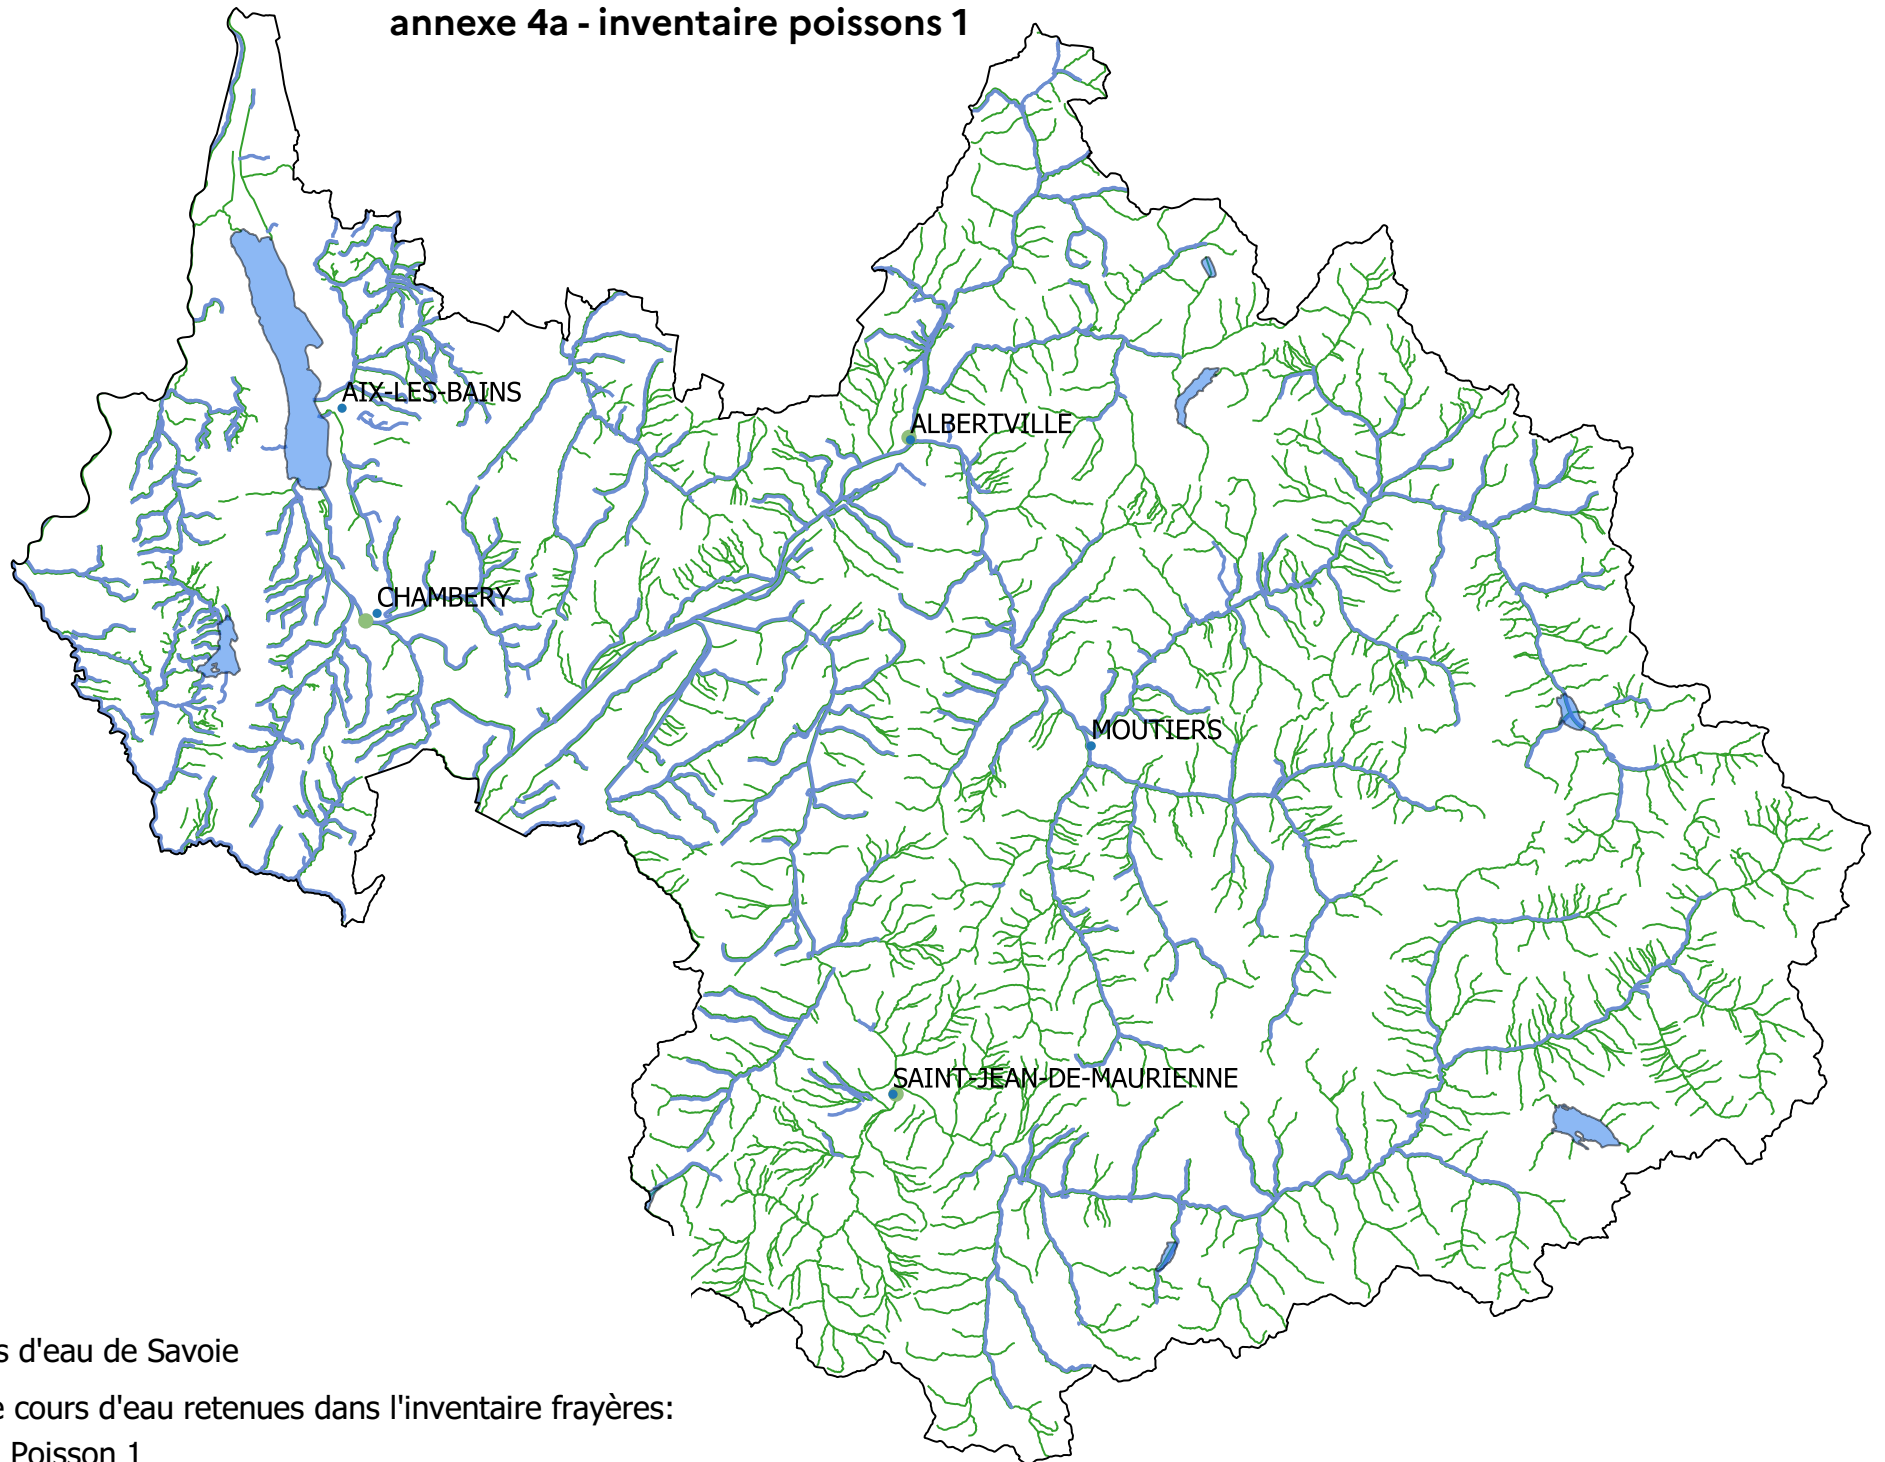 annexe 4a - inventaire poissons 1
AIX-LES-BAINS
ALBERTVILLE
CHAMBERY
MOUTIERS
SAINT-JEAN-DE-MAURIENNE
s d'eau de Savoie
e cours d'eau retenues dans l'inventaire frayères:
Poisson 1